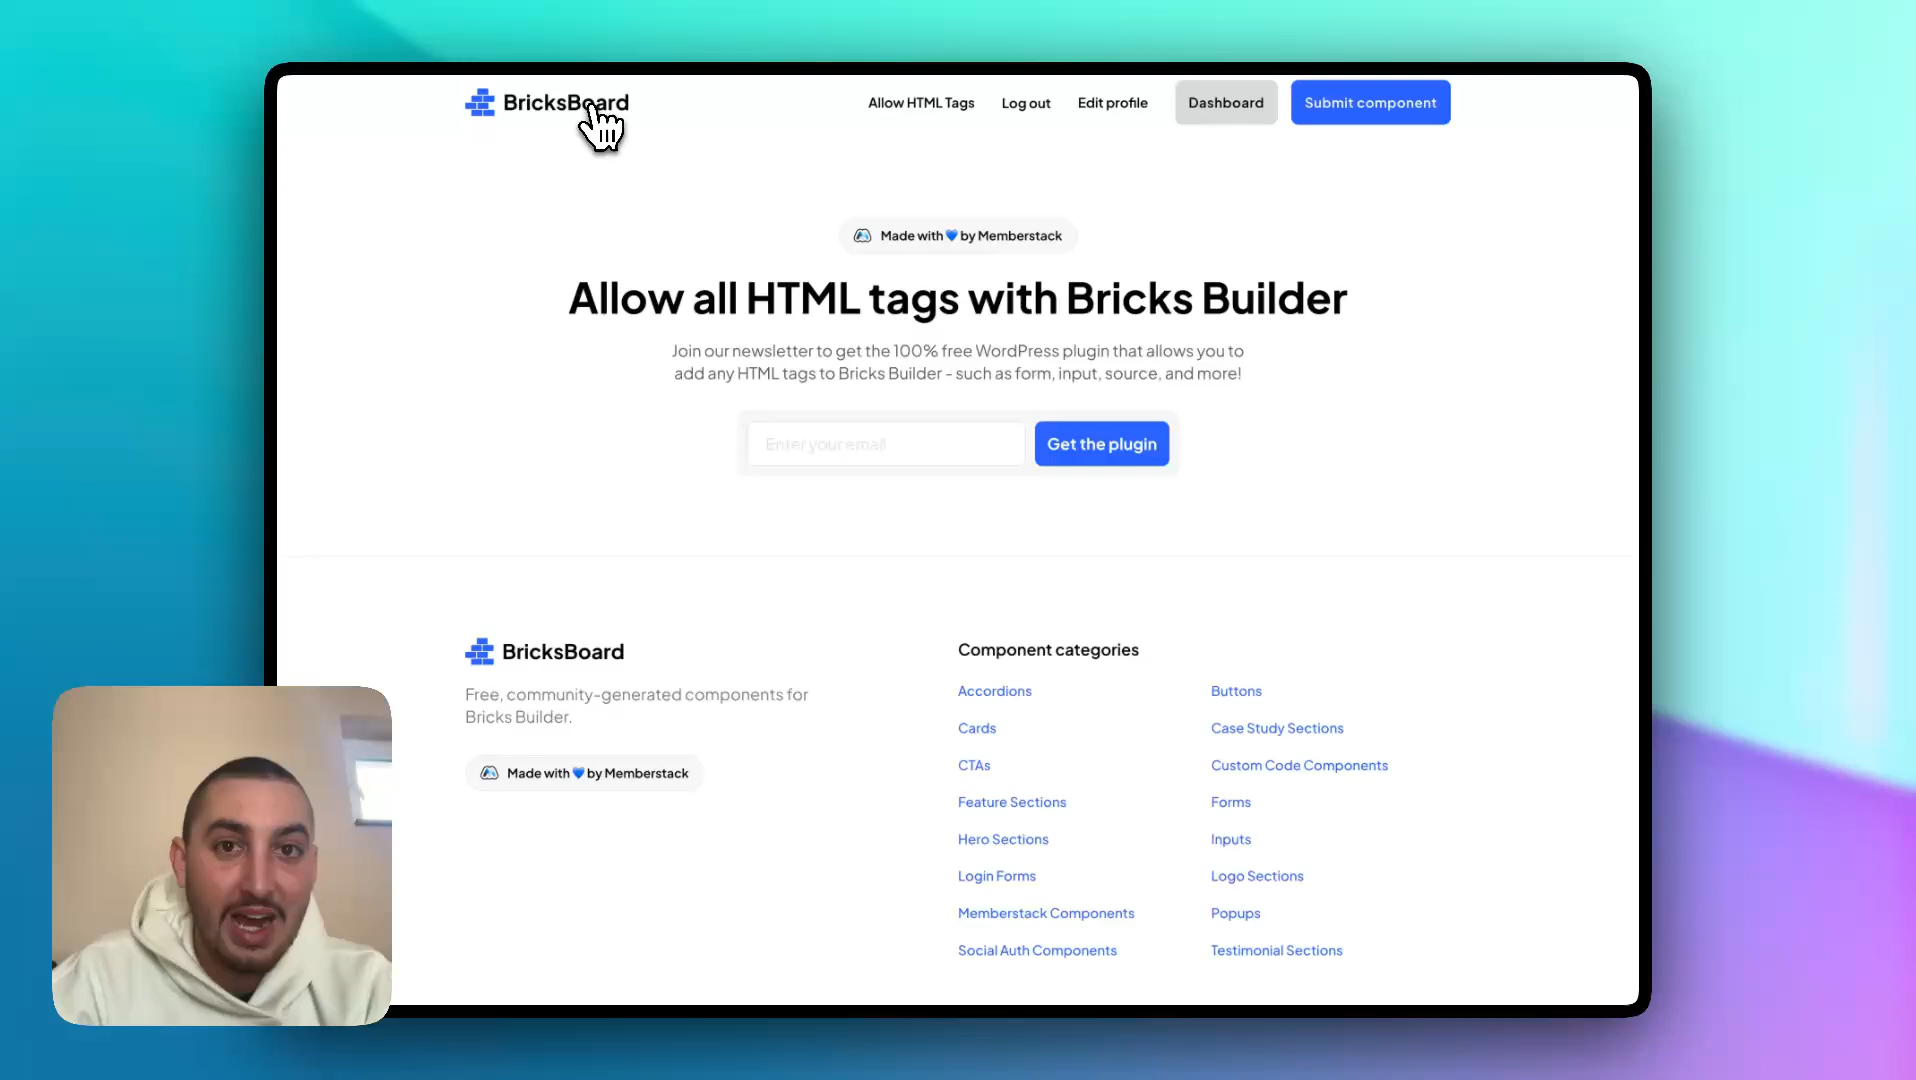 BricksBoard
Allow HTML Tags
Log out
Edit profile
Dashboard
Submit component
Made with 💙 by Memberstack
Allow all HTML tags with Bricks Builder
Join our newsletter to get the 100% free WordPress plugin that allows you to
add any HTML tags to Bricks Builder - such as form, input, source, and more!
Enter your email
Get the plugin
BricksBoard
Free, community-generated components for
Bricks Builder.
Made with 💙 by Memberstack
Component categories
Accordions
Buttons
Cards
Case Study Sections
CTAs
Custom Code Components
Feature Sections
Forms
Hero Sections
Inputs
Login Forms
Logo Sections
Memberstack Components
Popups
Social Auth Components
Testimonial Sections